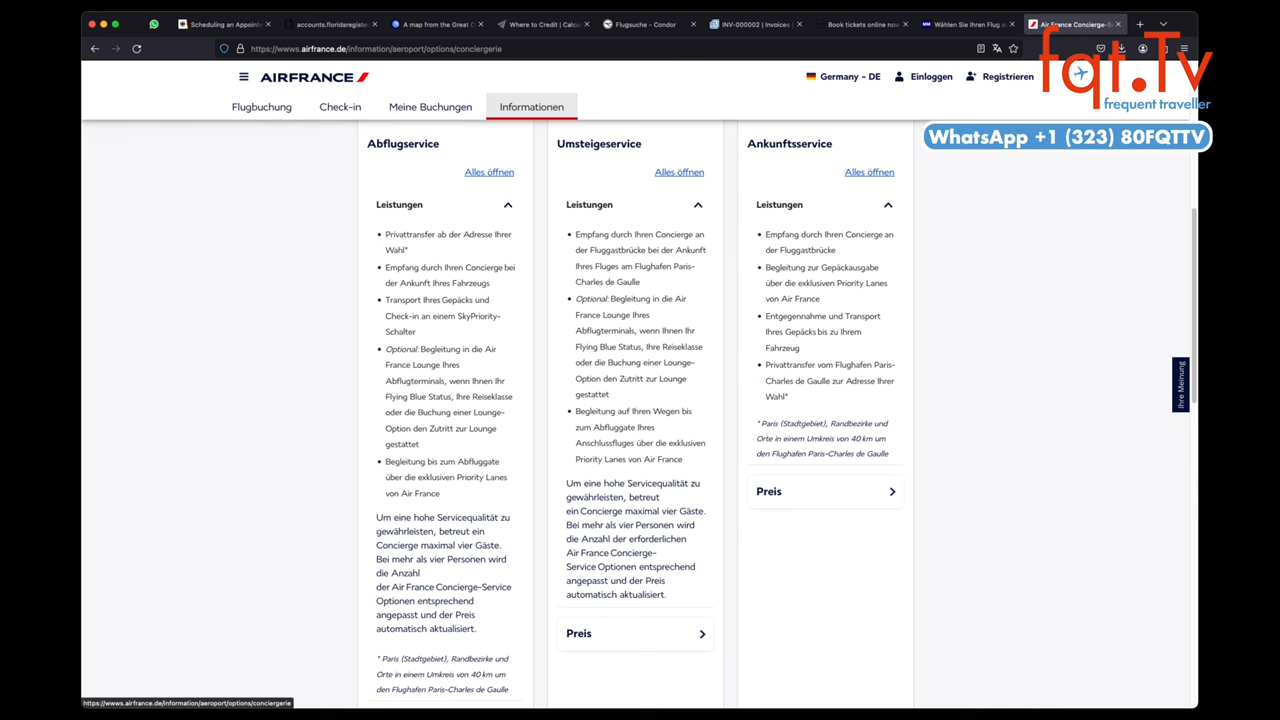 Scheduling an Appoint
accounts.floridaregister
A map from the Great C
Where to Credit | Calcu
Flugsuche – Condor
INV-000002 | Invoices |
Book tickets online no
Wählen Sie Ihren Flug a
Air France Concierge-S
https://wwws.airfrance.de/information/aeroport/options/conciergerie
fqt.Tv
frequent traveller
WhatsApp +1 (323) 80FQTTV
AIRFRANCE
Germany - DE
Einloggen
Registrieren
Flugbuchung
Check-in
Meine Buchungen
Informationen
Abflugservice
Alles öffnen
Leistungen
• Privattransfer ab der Adresse Ihrer
Wahl*
• Empfang durch Ihren Concierge bei
der Ankunft Ihres Fahrzeugs
• Transport Ihres Gepäcks und
Check-in an einem SkyPriority-
Schalter
• Optional: Begleitung in die Air
France Lounge Ihres
Abflugterminals, wenn Ihnen Ihr
Flying Blue Status, Ihre Reiseklasse
oder die Buchung einer Lounge-
Option den Zutritt zur Lounge
gestattet
• Begleitung bis zum Abfluggate
über die exklusiven Priority Lanes
von Air France
Um eine hohe Servicequalität zu
gewährleisten, betreut ein
Concierge maximal vier Gäste.
Bei mehr als vier Personen wird
die Anzahl
der Air France Concierge-Service
Optionen entsprechend
angepasst und der Preis
automatisch aktualisiert.
* Paris (Stadtgebiet), Randbezirke und
Orte in einem Umkreis von 40 km um
den Flughafen Paris-Charles de Gaulle
Umsteigeservice
Alles öffnen
Leistungen
• Empfang durch Ihren Concierge an
der Fluggastbrücke bei der Ankunft
Ihres Fluges am Flughafen Paris-
Charles de Gaulle
• Optional: Begleitung in die Air
France Lounge Ihres
Abflugterminals, wenn Ihnen Ihr
Flying Blue Status, Ihre Reiseklasse
oder die Buchung einer Lounge-
Option den Zutritt zur Lounge
gestattet
• Begleitung auf Ihren Wegen bis
zum Abfluggate Ihres
Anschlussfluges über die exklusiven
Priority Lanes von Air France
Um eine hohe Servicequalität zu
gewährleisten, betreut
ein Concierge maximal vier Gäste.
Bei mehr als vier Personen wird
die Anzahl der erforderlichen
Air France Concierge-
Service Optionen entsprechend
angepasst und der Preis
automatisch aktualisiert.
Preis
Ankunftsservice
Alles öffnen
Leistungen
• Empfang durch Ihren Concierge an
der Fluggastbrücke
• Begleitung zur Gepäckausgabe
über die exklusiven Priority Lanes
von Air France
• Entgegennahme und Transport
Ihres Gepäcks bis zu Ihrem
Fahrzeug
• Privattransfer vom Flughafen Paris-
Charles de Gaulle zur Adresse Ihrer
Wahl*
* Paris (Stadtgebiet), Randbezirke und
Orte in einem Umkreis von 40 km um
den Flughafen Paris-Charles de Gaulle
Preis
Ihre Meinung
https://wwws.airfrance.de/information/aeroport/options/conciergerie